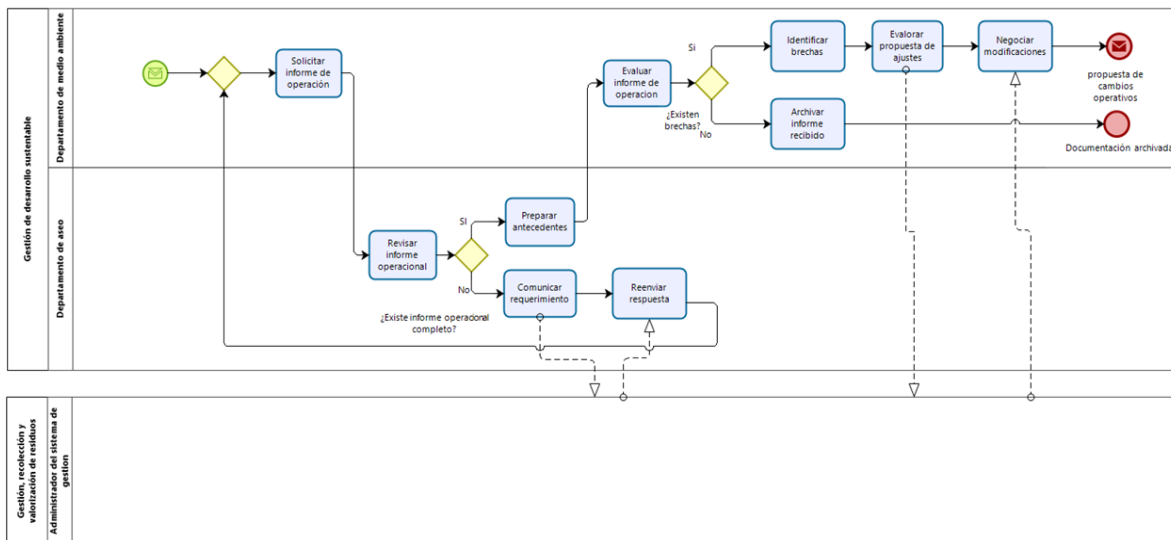 Gestión de desarrollo sustentable
Departamento de medio ambiente
Solicitar
informe de
operación
Evaluar
informe de
operacion
¿Existen
brechas?
Si
No
Identificar
brechas
Evalorar
propuesta de
ajustes
Negociar
modificaciones
propuesta de
cambios
operativos
Archivar
informe
recibido
Documentación archivada
Departamento de aseo
Revisar
informe
operacional
¿Existe informe operacional
completo?
SI
No
Preparar
antecedentes
Comunicar
requerimiento
Reenviar
respuesta
Gestión, recolección y
valorización de residuos
Administrador del sistema de
gestion